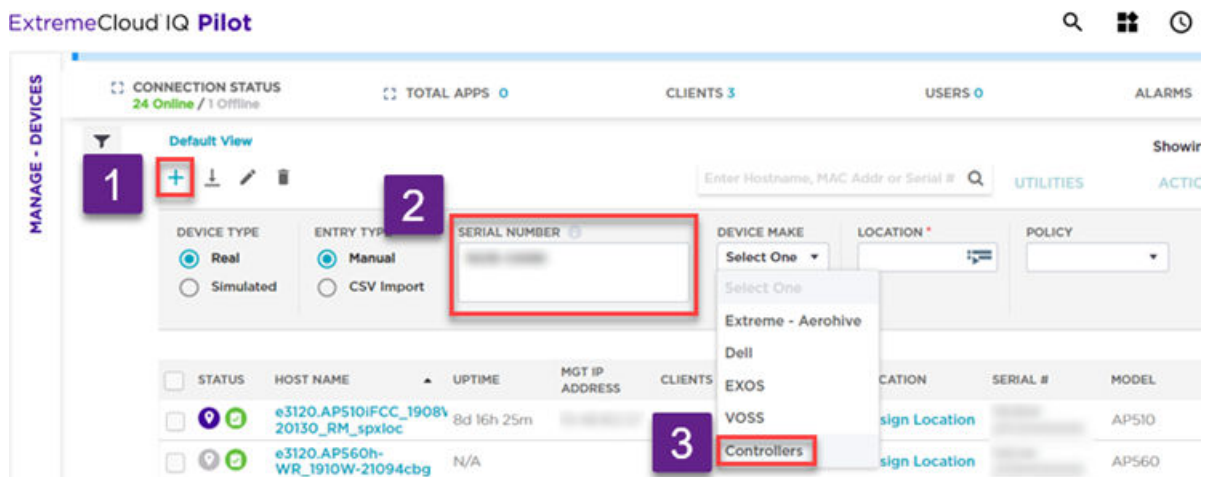 ExtremeCloud IQ Pilot
MANAGE - DEVICES
CONNECTION STATUS
24 Online / 1 Offline
TOTAL APPS 0
CLIENTS 3
USERS 0
ALARMS
Default View
Showin
1
Enter Hostname, MAC Addr or Serial #
UTILITIES
ACTIO
2
DEVICE TYPE
Real
Simulated
ENTRY TYPE
Manual
CSV Import
SERIAL NUMBER
DEVICE MAKE
Select One
LOCATION *
POLICY
Select One
Extreme - Aerohive
Dell
EXOS
VOSS
3
Controllers
STATUS
HOST NAME
UPTIME
MGT IP
ADDRESS
CLIENTS
CATION
SERIAL #
MODEL
e3120.AP510iFCC_1908W
20130_RM_spxloc
8d 16h 25m
sign Location
AP510
e3120.AP560h-
WR_1910W-21094cbg
N/A
sign Location
AP560